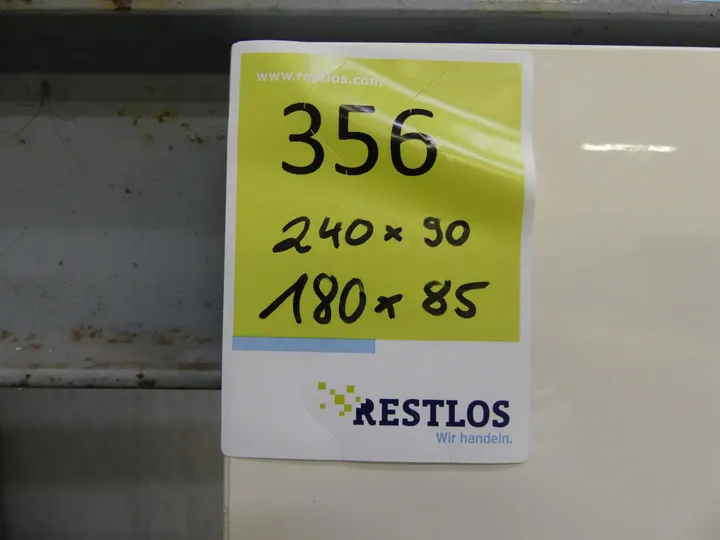 www.restlos.com
356
240 x 90
180 x 85
RESTLOS
Wir handeln.